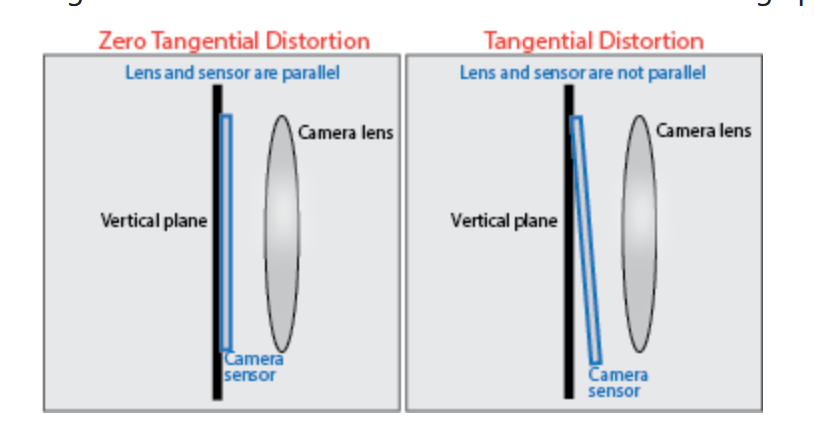 Zero Tangential Distortion
Lens and sensor are parallel
Camera lens
Vertical plane
Camera
sensor
Tangential Distortion
Lens and sensor are not parallel
Camera lens
Vertical plane
Camera
sensor